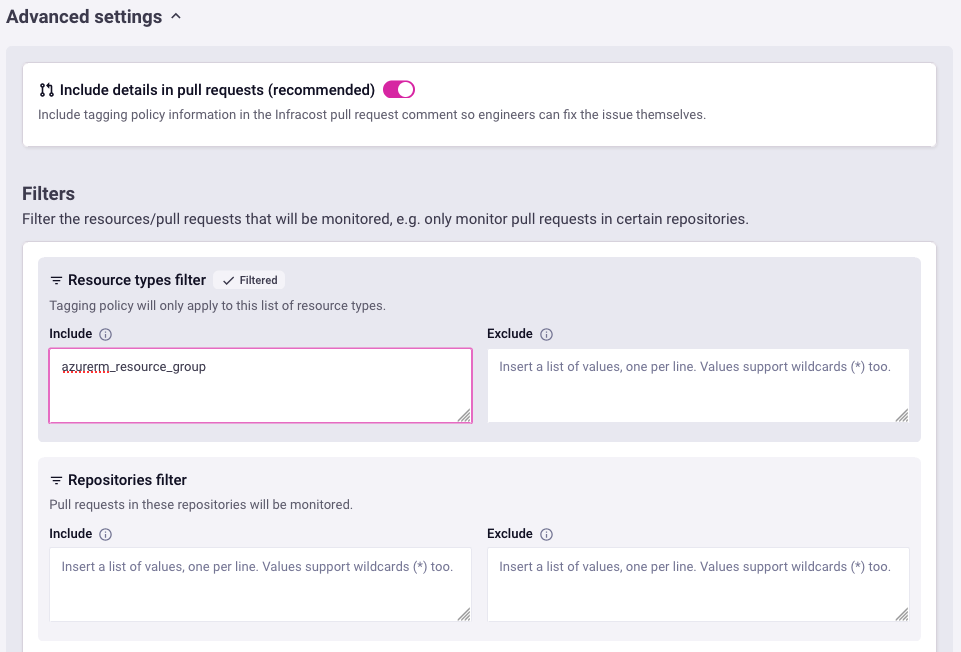 Advanced settings
Include details in pull requests (recommended)
Include tagging policy information in the Infracost pull request comment so engineers can fix the issue themselves.
Filters
Filter the resources/pull requests that will be monitored, e.g. only monitor pull requests in certain repositories.
Resource types filter Filtered
Tagging policy will only apply to this list of resource types.
Include Exclude
azurerm_resource_group Insert a list of values, one per line. Values support wildcards (*) too.
Repositories filter
Pull requests in these repositories will be monitored.
Include Exclude
Insert a list of values, one per line. Values support wildcards (*) too. Insert a list of values, one per line. Values support wildcards (*) too.